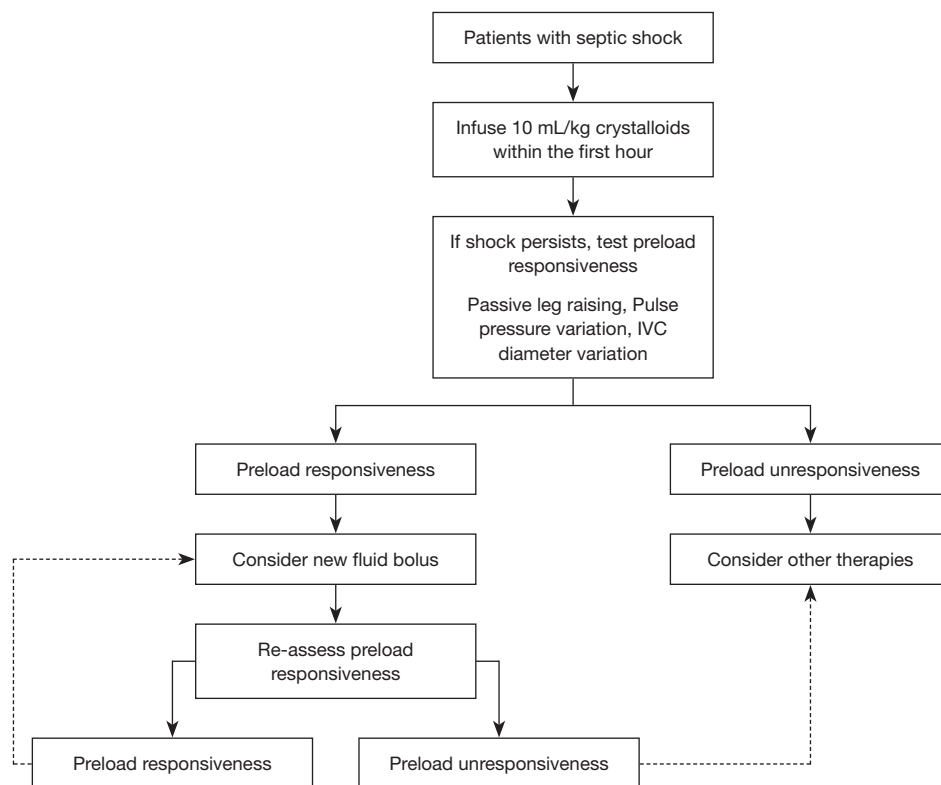 Patients with septic shock
Infuse 10 mL/kg crystalloids
within the first hour
If shock persists, test preload
responsiveness
Passive leg raising, Pulse
pressure variation, IVC
diameter variation
Preload responsiveness
Preload unresponsiveness
Consider new fluid bolus
Consider other therapies
Re-assess preload
responsiveness
Preload responsiveness
Preload unresponsiveness